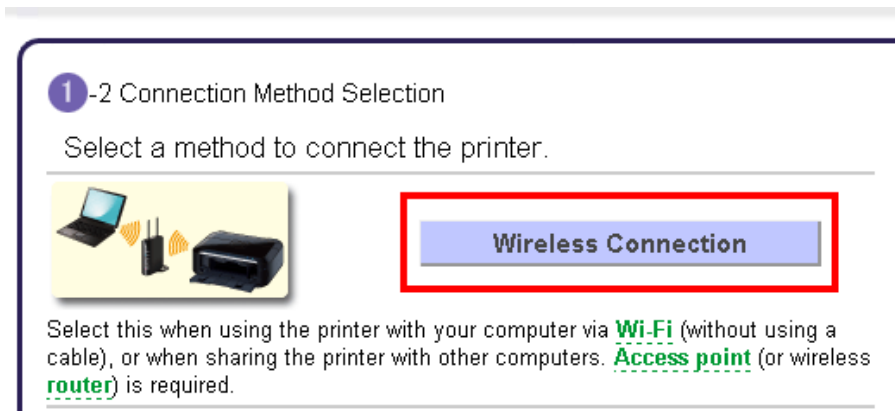 1-2 Connection Method Selection
Select a method to connect the printer.
Wireless Connection
Select this when using the printer with your computer via Wi-Fi (without using a
cable), or when sharing the printer with other computers. Access point (or wireless
router) is required.